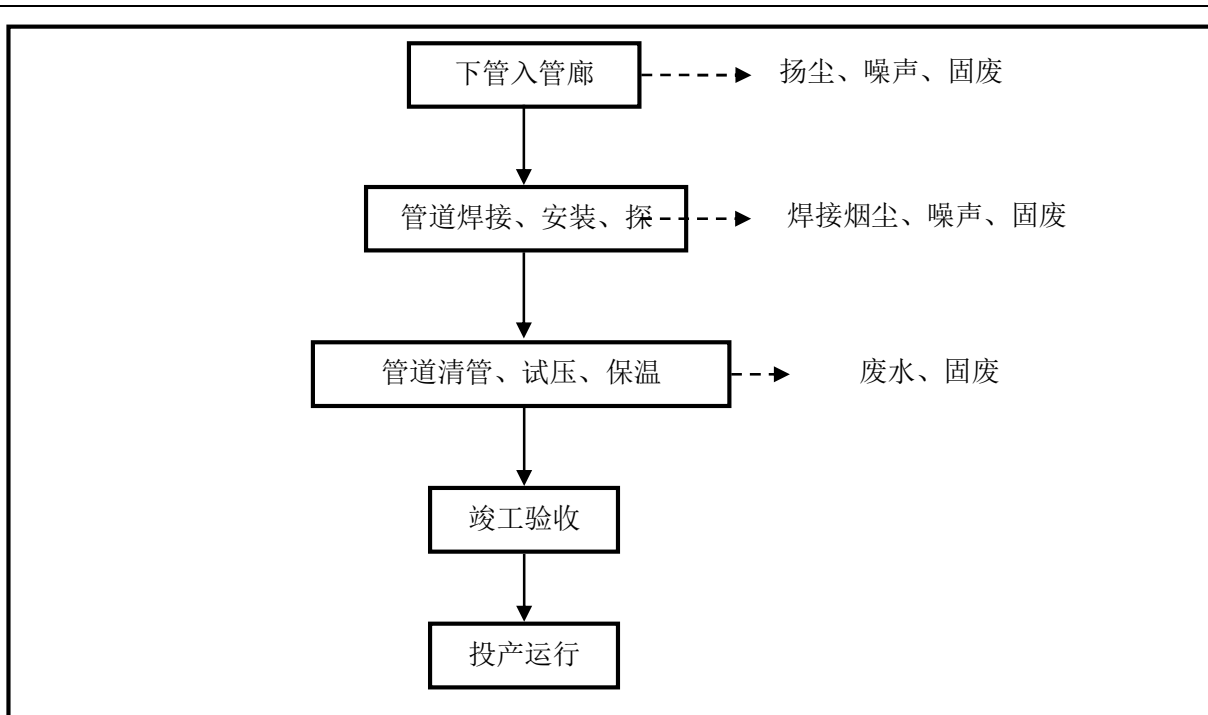 下管入管廊
扬尘、噪声、固废
管道焊接、安装、探
焊接烟尘、噪声、固废
管道清管、试压、保温
废水、固废
竣工验收
投产运行